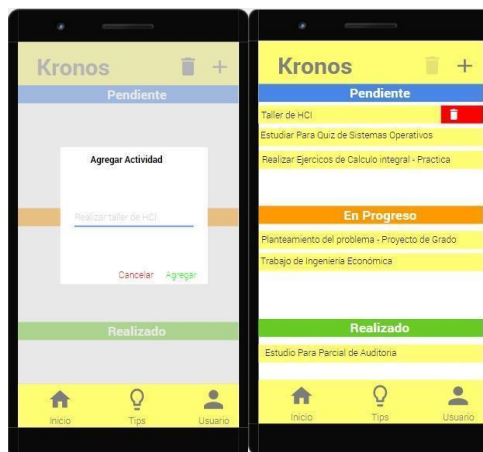 Kronos
Pendiente
Agregar Actividad
Realizar taller de HCI
Cancelar Agregar
Realizado
Inicio Tips Usuario
Kronos
Pendiente
Taller de HCI
Estudiar Para Quiz de Sistemas Operativos
Realizar Ejercicos de Calculo integral - Practica
En Progreso
Planteamiento del problema - Proyecto de Grado
Trabajo de Ingeniería Económica
Realizado
Estudio Para Parcial de Auditoria
Inicio Tips Usuario